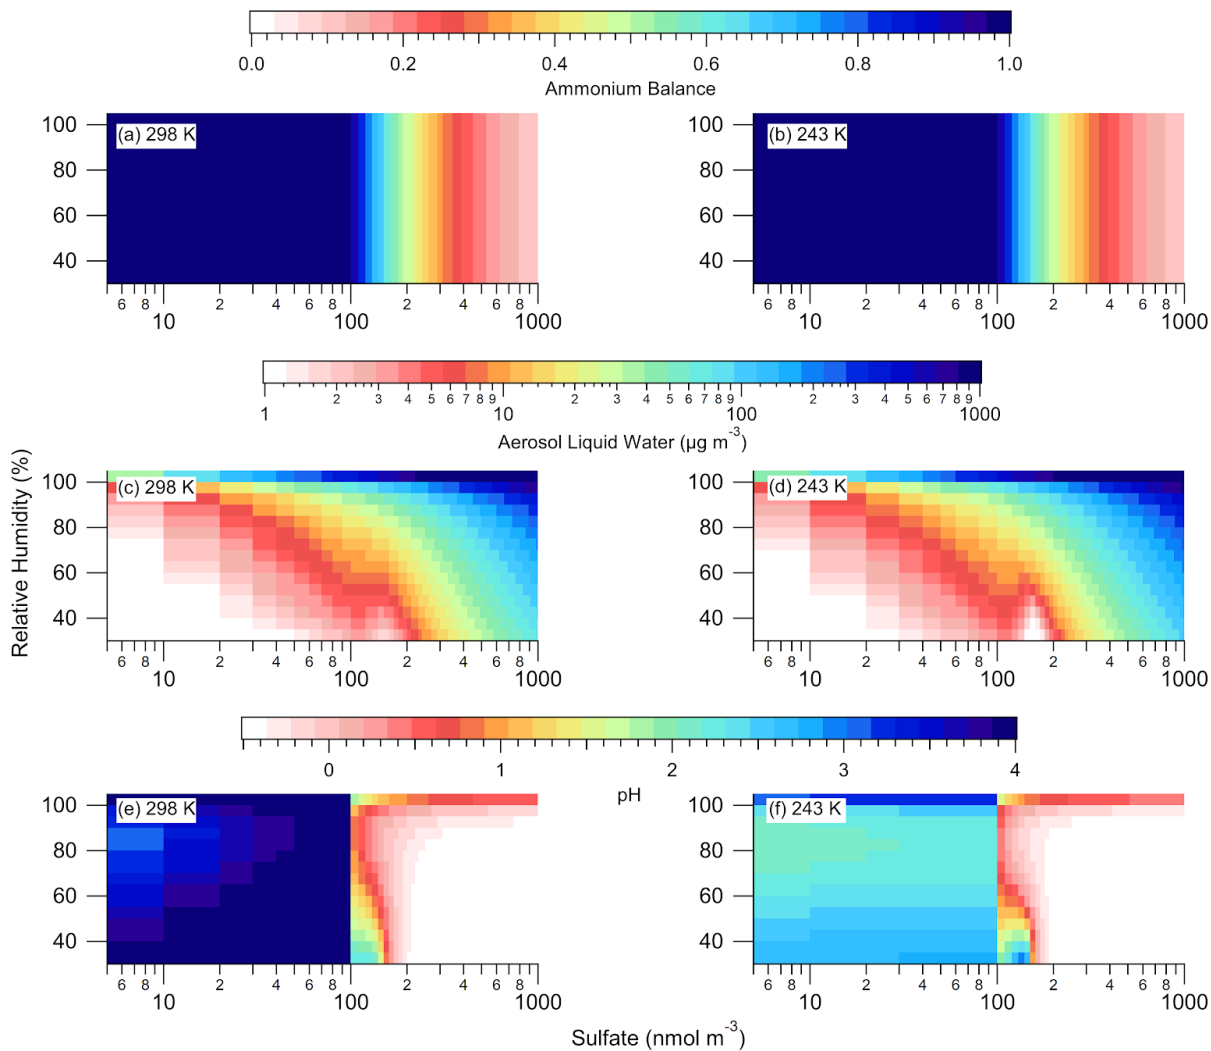 0.0 0.2 0.4 0.6 0.8 1.0
Ammonium Balance
(a) 298 K
(b) 243 K
100
80
60
40
100
80
60
40
6 8 2 4 6 8 2 4 6 8
10 100 1000
6 8 2 4 6 8 2 4 6 8
10 100 1000
2 3 4 5 6 7 8 9 2 3 4 5 6 7 8 9 2 3 4 5 6 7 8 9
1 10 100 1000
Aerosol Liquid Water (µg m⁻³)
Relative Humidity (%)
(c) 298 K
(d) 243 K
100
80
60
40
100
80
60
40
6 8 2 4 6 8 2 4 6 8
10 100 1000
6 8 2 4 6 8 2 4 6 8
10 100 1000
0 1 2 3 4
pH
(e) 298 K
(f) 243 K
100
80
60
40
100
80
60
40
6 8 2 4 6 8 2 4 6 8
10 100 1000
6 8 2 4 6 8 2 4 6 8
10 100 1000
Sulfate (nmol m⁻³)